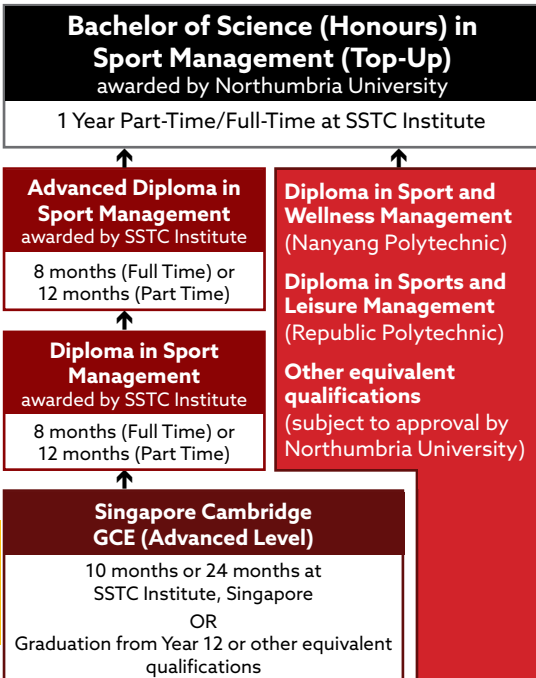 Bachelor of Science (Honours) in
Sport Management (Top-Up)
awarded by Northumbria University
1 Year Part-Time/Full-Time at SSTC Institute
Advanced Diploma in
Sport Management
awarded by SSTC Institute
8 months (Full Time) or
12 months (Part Time)
Diploma in Sport
Management
awarded by SSTC Institute
8 months (Full Time) or
12 months (Part Time)
Singapore Cambridge
GCE (Advanced Level)
10 months or 24 months at
SSTC Institute, Singapore
OR
Graduation from Year 12 or other equivalent
qualifications
Diploma in Sport and
Wellness Management
(Nanyang Polytechnic)
Diploma in Sports and
Leisure Management
(Republic Polytechnic)
Other equivalent
qualifications
(subject to approval by
Northumbria University)